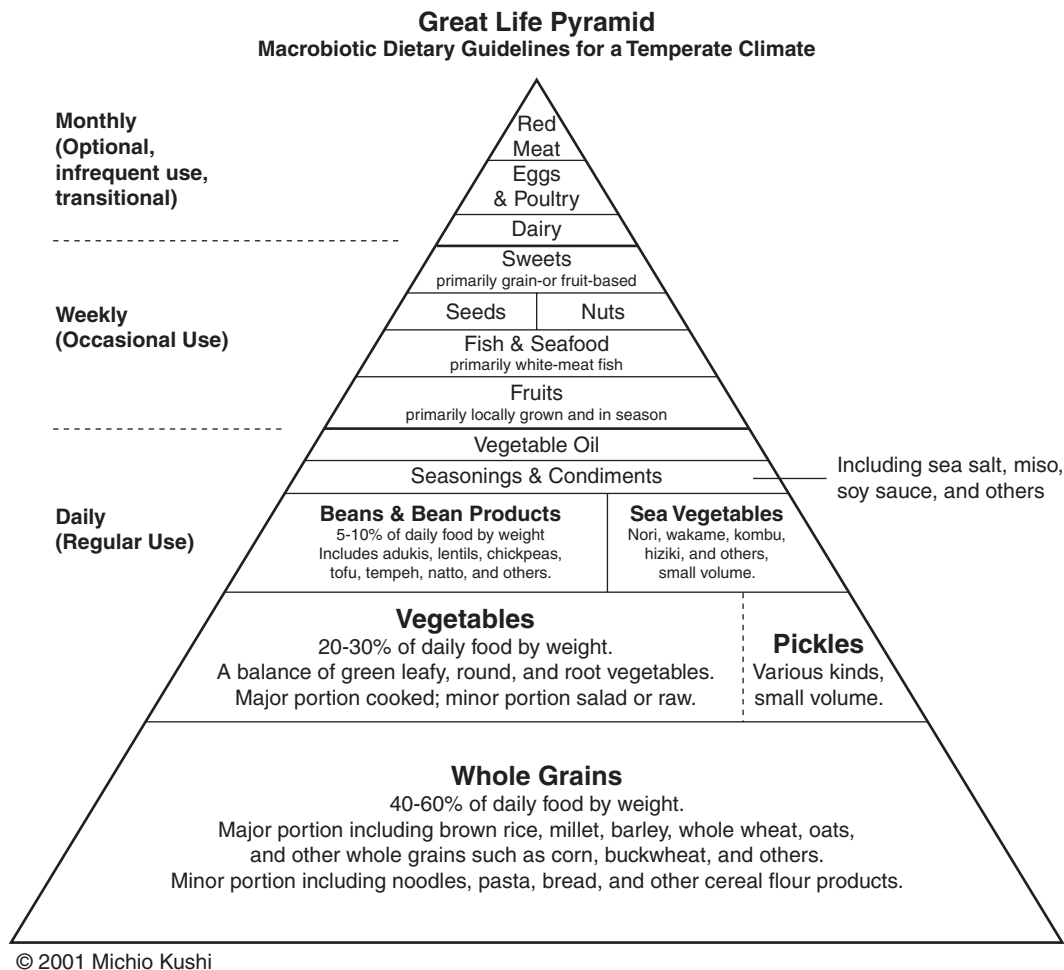 Great Life Pyramid
Macrobiotic Dietary Guidelines for a Temperate Climate
Monthly
(Optional,
infrequent use,
transitional)
Red
Meat
Eggs
& Poultry
Dairy
Weekly
(Occasional Use)
Sweets
primarily grain-or fruit-based
Seeds
Nuts
Fish & Seafood
primarily white-meat fish
Fruits
primarily locally grown and in season
Daily
(Regular Use)
Vegetable Oil
Seasonings & Condiments
Including sea salt, miso,
soy sauce, and others
Beans & Bean Products
5-10% of daily food by weight
Includes adukis, lentils, chickpeas,
tofu, tempeh, natto, and others.
Sea Vegetables
Nori, wakame, kombu,
hiziki, and others,
small volume.
Vegetables
20-30% of daily food by weight.
A balance of green leafy, round, and root vegetables.
Major portion cooked; minor portion salad or raw.
Pickles
Various kinds,
small volume.
Whole Grains
40-60% of daily food by weight.
Major portion including brown rice, millet, barley, whole wheat, oats,
and other whole grains such as corn, buckwheat, and others.
Minor portion including noodles, pasta, bread, and other cereal flour products.
© 2001 Michio Kushi